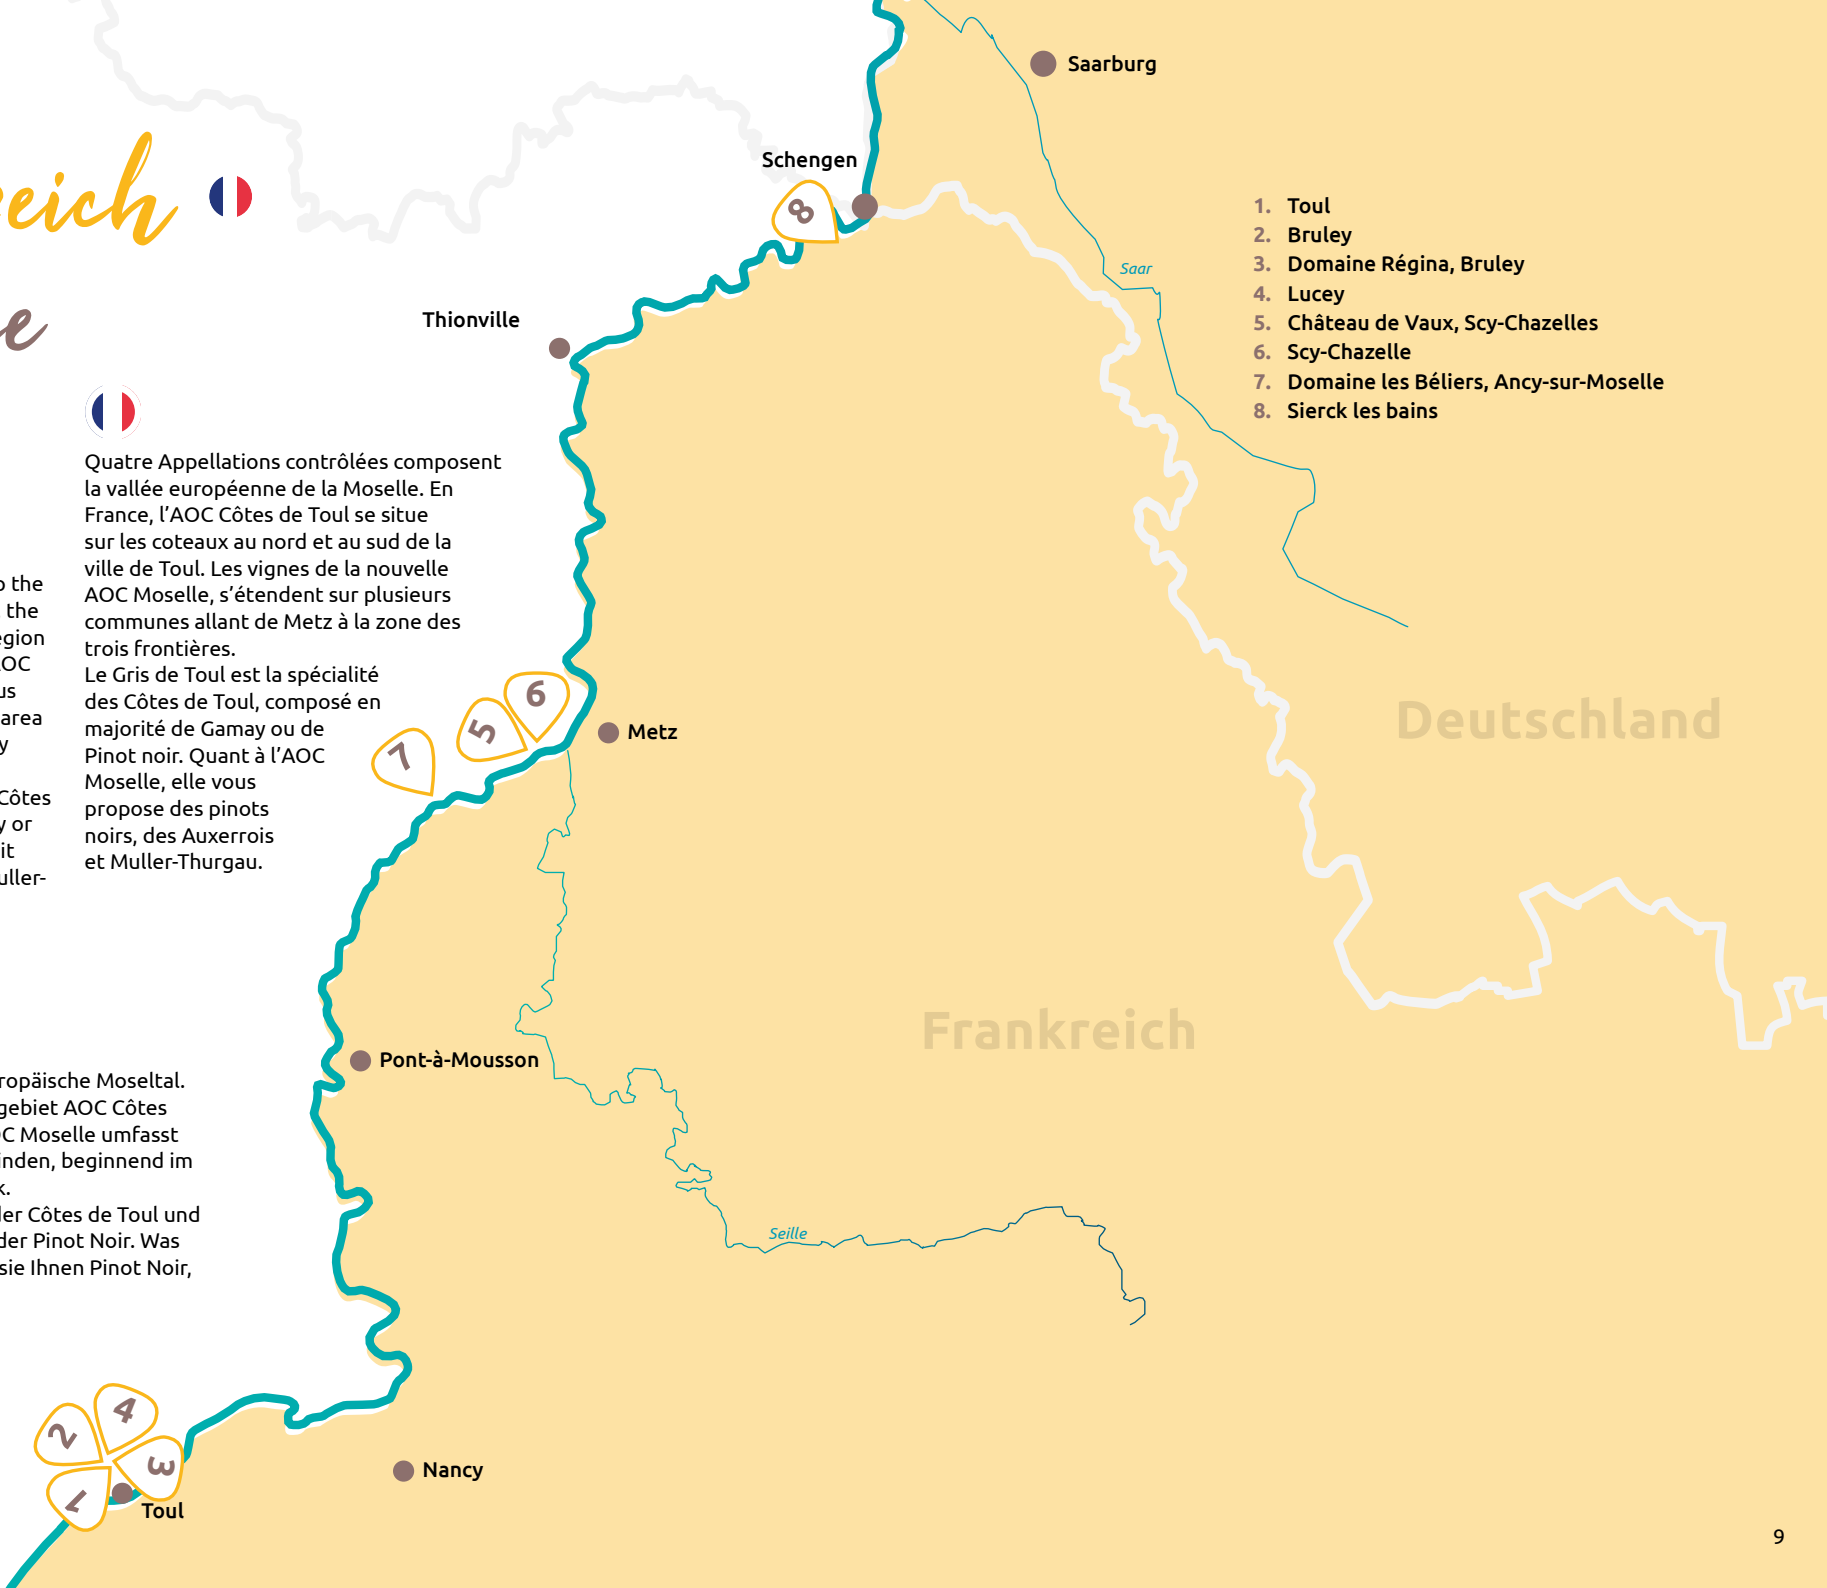 Saarburg
Schengen
eich
1. Toul
2. Bruley
3. Domaine Régina, Bruley
4. Lucey
5. Château de Vaux, Scy-Chazelles
6. Scy-Chazelle
7. Domaine les Béliers, Ancy-sur-Moselle
8. Sierck les bains
8
Saar
Thionville
e
Quatre Appellations contrôlées composent
la vallée européenne de la Moselle. En
France, l’AOC Côtes de Toul se situe
sur les coteaux au nord et au sud de la
ville de Toul. Les vignes de la nouvelle
AOC Moselle, s’étendent sur plusieurs
communes allant de Metz à la zone des
trois frontières.
Le Gris de Toul est la spécialité
des Côtes de Toul, composé en
majorité de Gamay ou de
Pinot noir. Quant à l’AOC
Moselle, elle vous
propose des pinots
noirs, des Auxerrois
et Muller-Thurgau.
the
the
egion
OC
us
area
y
Côtes
y or
it
uller-
6
5
7
Metz
Deutschland
Frankreich
Pont-à-Mousson
ropäische Moseltal.
gebiet AOC Côtes
C Moselle umfasst
inden, beginnend im
k.
der Côtes de Toul und
der Pinot Noir. Was
sie Ihnen Pinot Noir,
Seille
4
2
3
1
Toul
Nancy
9